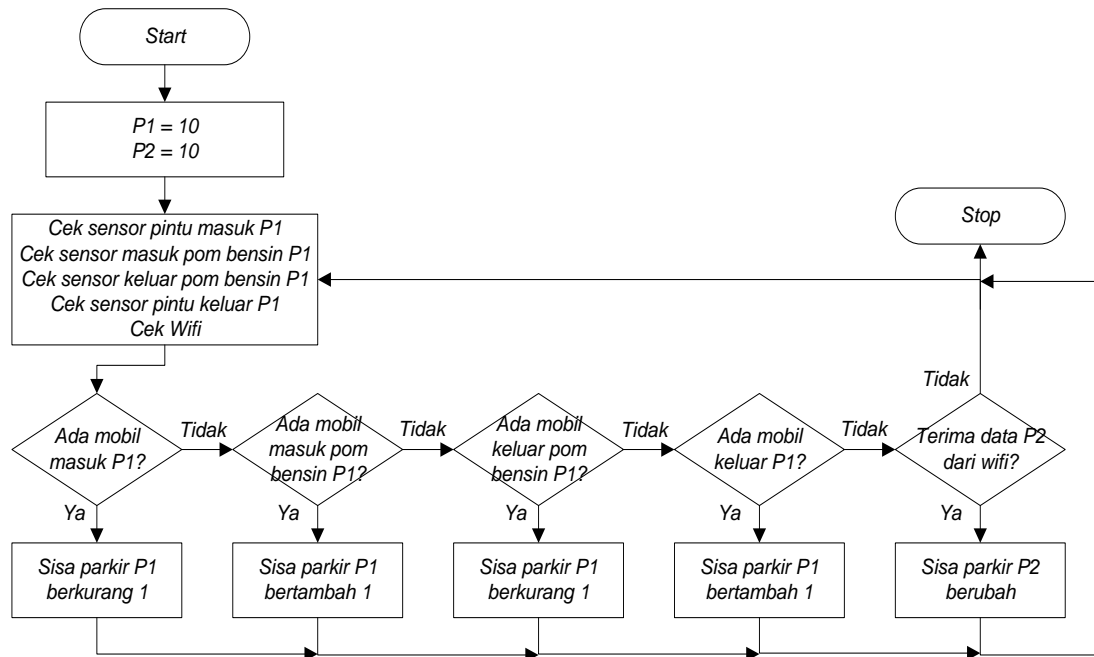 Start
P1 = 10
P2 = 10
Cek sensor pintu masuk P1
Cek sensor masuk pom bensin P1
Cek sensor keluar pom bensin P1
Cek sensor pintu keluar P1
Cek Wifi
Stop
Ada mobil
masuk P1?
Tidak
Ada mobil
masuk pom
bensin P1?
Tidak
Ada mobil
keluar pom
bensin P1?
Tidak
Ada mobil
keluar P1?
Tidak
Terima data P2
dari wifi?
Tidak
Ya
Ya
Ya
Ya
Ya
Sisa parkir P1
berkurang 1
Sisa parkir P1
bertambah 1
Sisa parkir P1
berkurang 1
Sisa parkir P1
bertambah 1
Sisa parkir P2
berubah